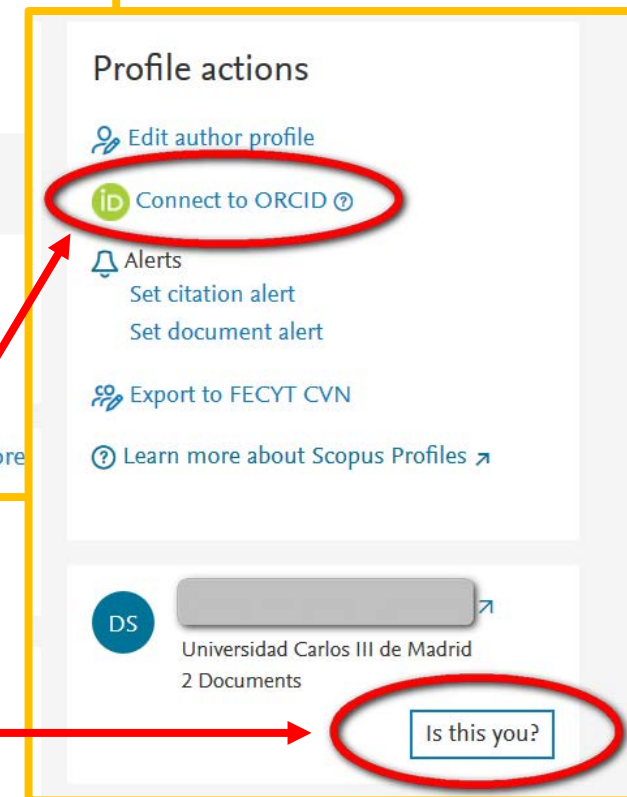 Profile actions
Edit author profile
iD Connect to ORCID ?
Alerts
Set citation alert
Set document alert
Export to FECYT CVN
? Learn more about Scopus Profiles
DS
Universidad Carlos III de Madrid
2 Documents
Is this you?